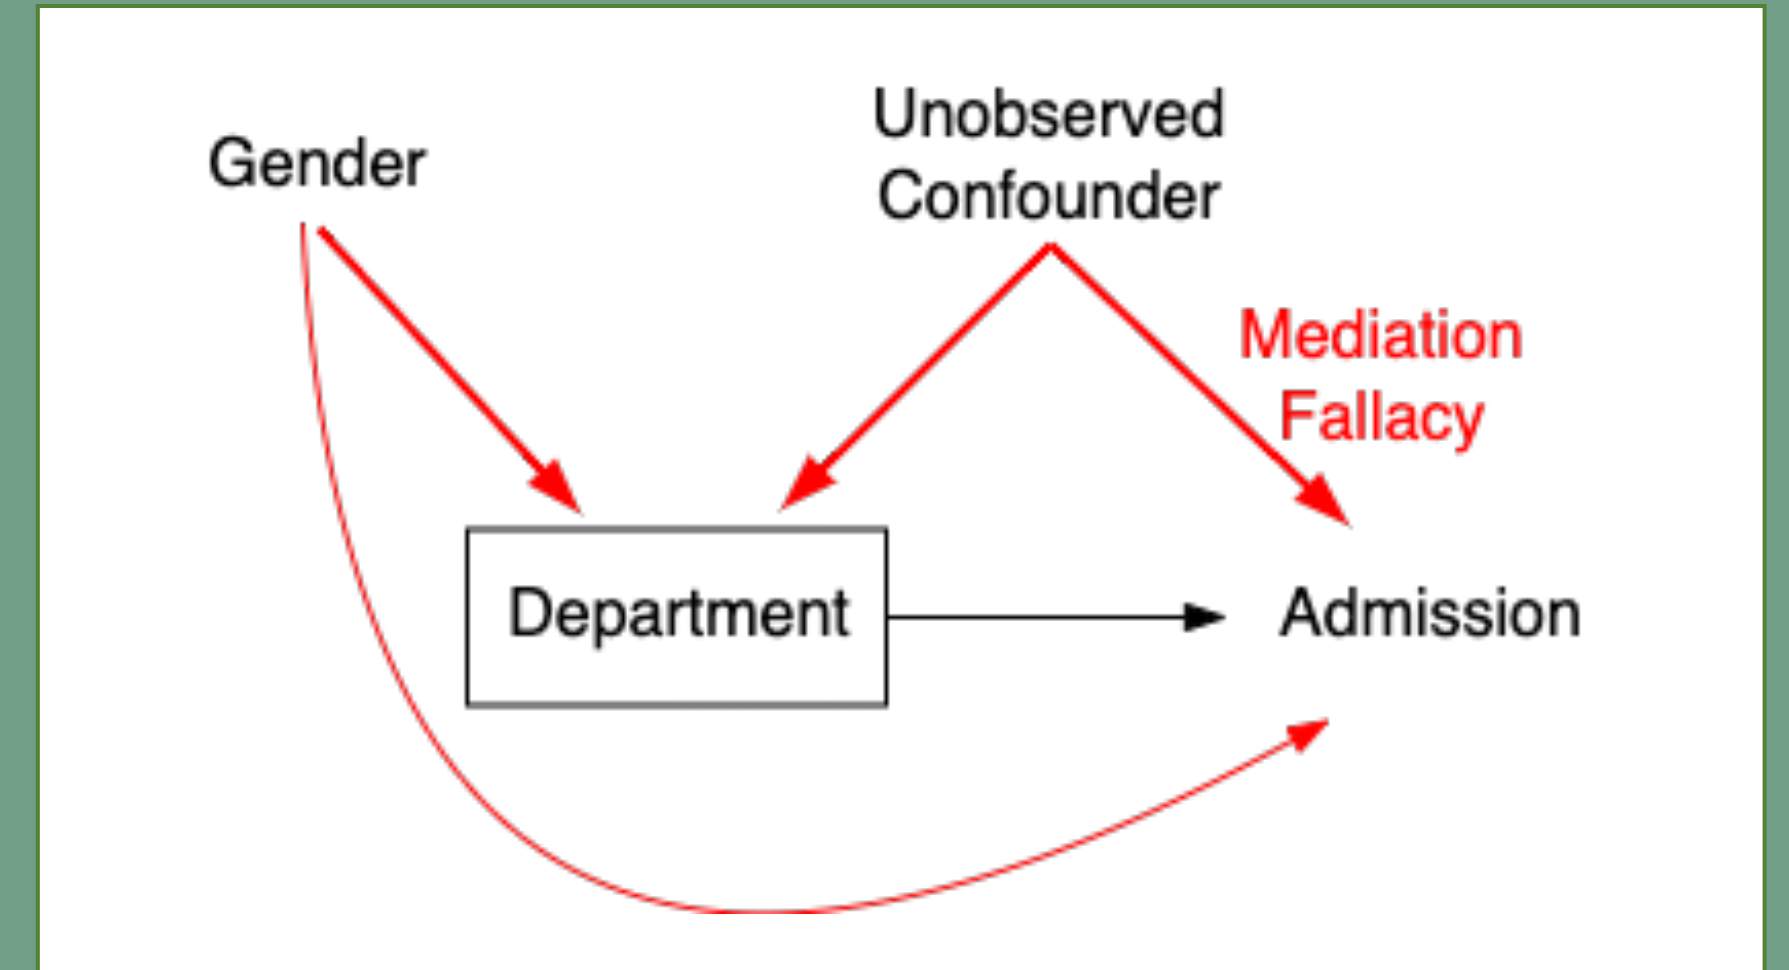 Gender
Unobserved
Confounder
Mediation
Fallacy
Department
Admission